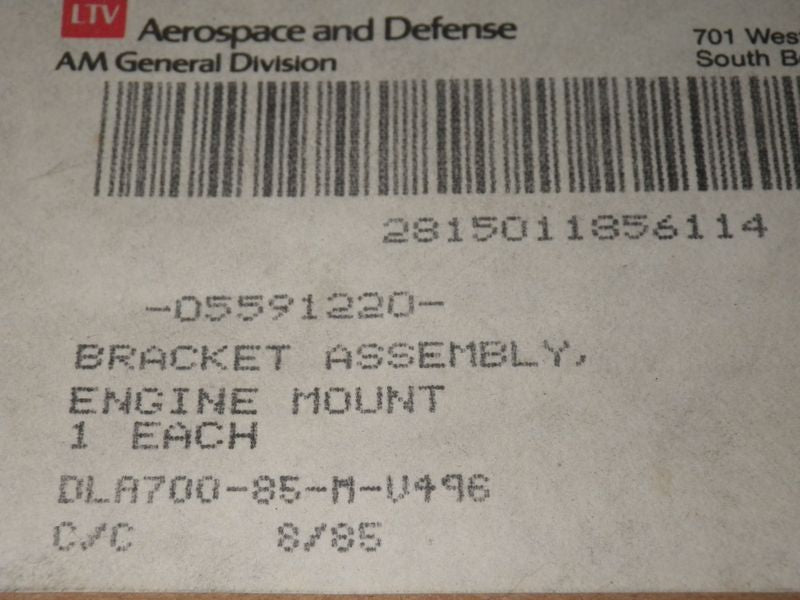 LTV Aerospace and Defense
AM General Division
701 West
South B
2815011856114
-05591220-
BRACKET ASSEMBLY,
ENGINE MOUNT
1 EACH
DLA700-85-M-V496
C/C 8/85